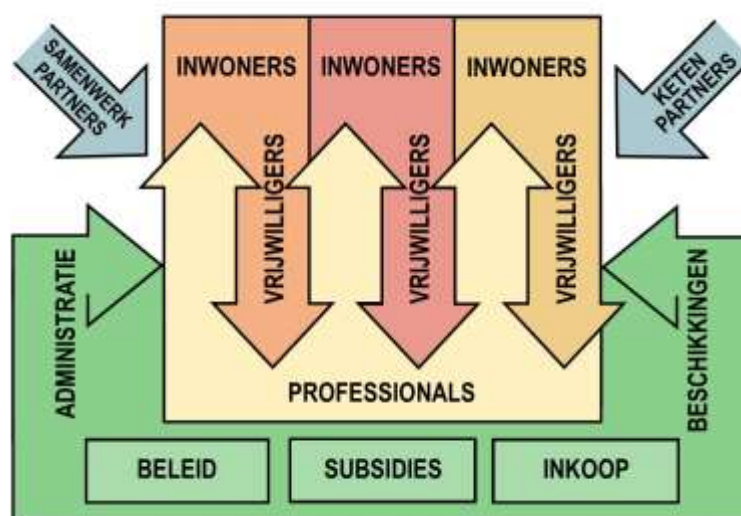 SAMENWERK
PARTNERS
INWONERS
INWONERS
INWONERS
KETEN
PARTNERS
VRIJWILLIGERS
VRIJWILLIGERS
VRIJWILLIGERS
ADMINISTRATIE
BESCHIKKINGEN
PROFESSIONALS
BELEID
SUBSIDIES
INKOOP